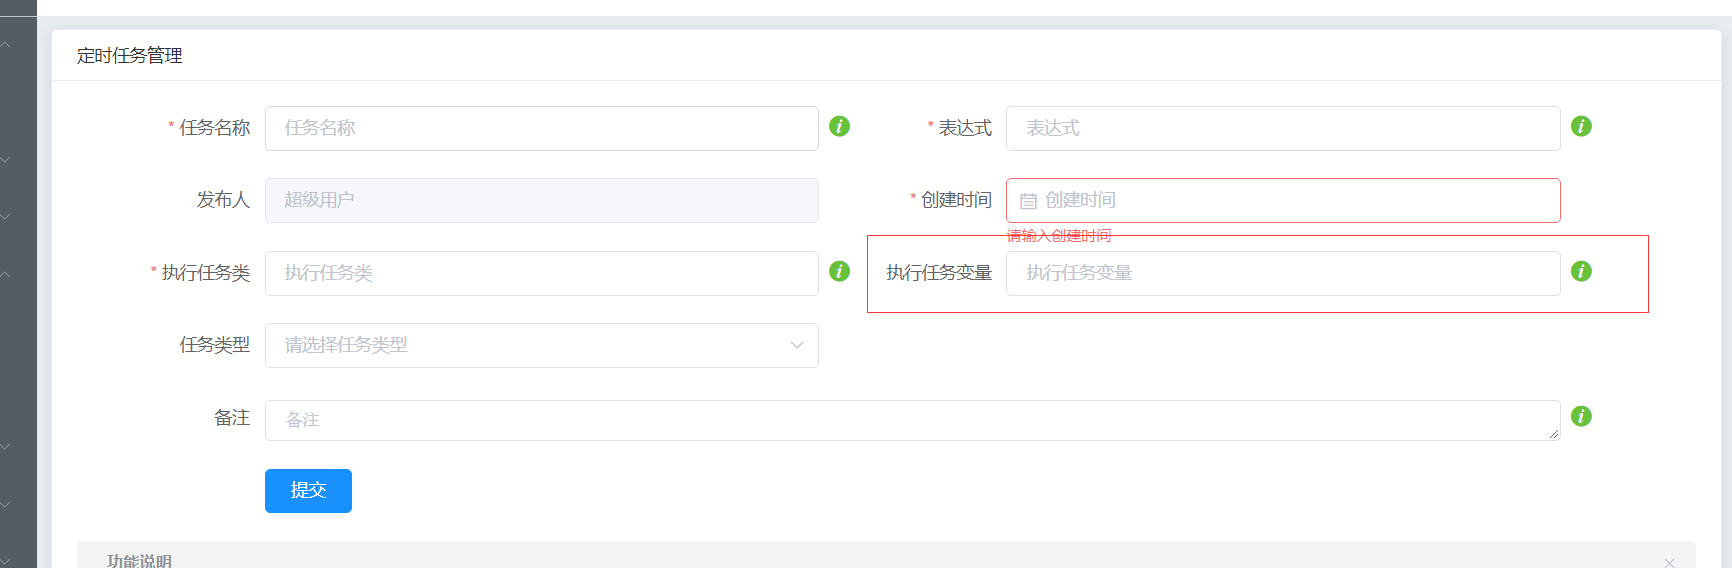 定时任务管理
* 任务名称 任务名称
* 表达式 表达式
发布人 超级用户
* 创建时间 创建时间
请输入创建时间
* 执行任务类 执行任务类
执行任务变量 执行任务变量
任务类型 请选择任务类型
备注 备注
提交
功能说明